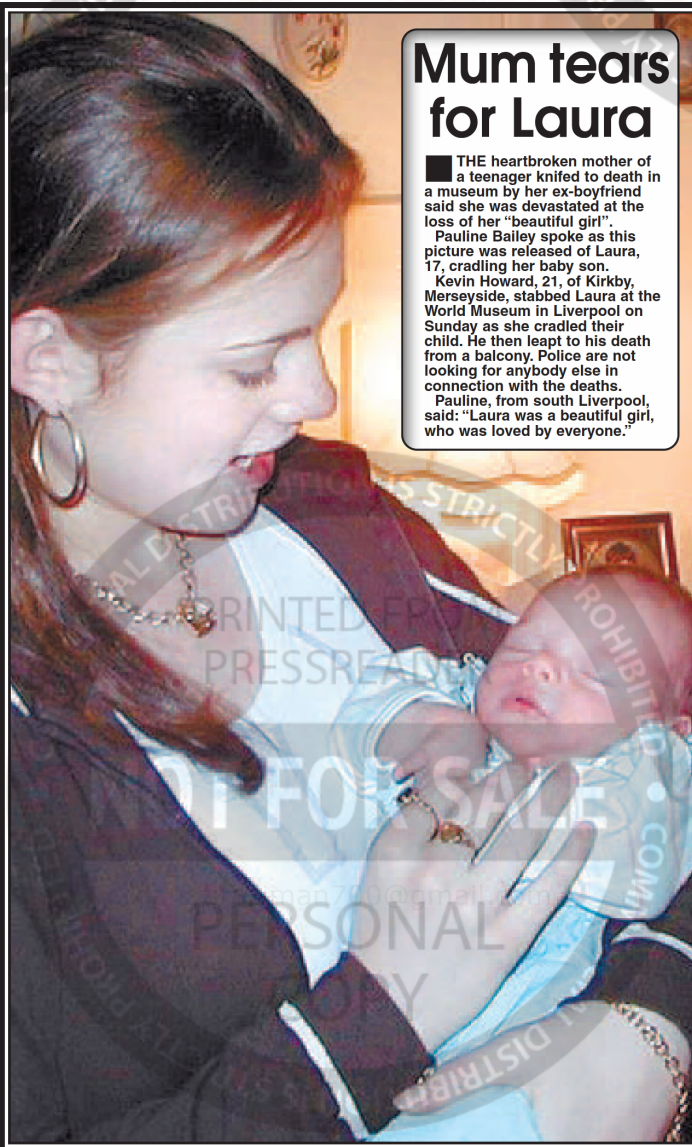 Mum tears
for Laura
THE heartbroken mother of
a teenager knifed to death in
a museum by her ex-boyfriend
said she was devastated at the
loss of her “beautiful girl”.
Pauline Bailey spoke as this
picture was released of Laura,
17, cradling her baby son.
Kevin Howard, 21, of Kirkby,
Merseyside, stabbed Laura at the
World Museum in Liverpool on
Sunday as she cradled their
child. He then leapt to his death
from a balcony. Police are not
looking for anybody else in
connection with the deaths.
Pauline, from south Liverpool,
said: “Laura was a beautiful girl,
who was loved by everyone.”
DISTRIBUTION IS STRICTLY PROHIBITED
PRINTED FROM
PRESSREADER
NOT FOR SALE
PERSONAL
COPY